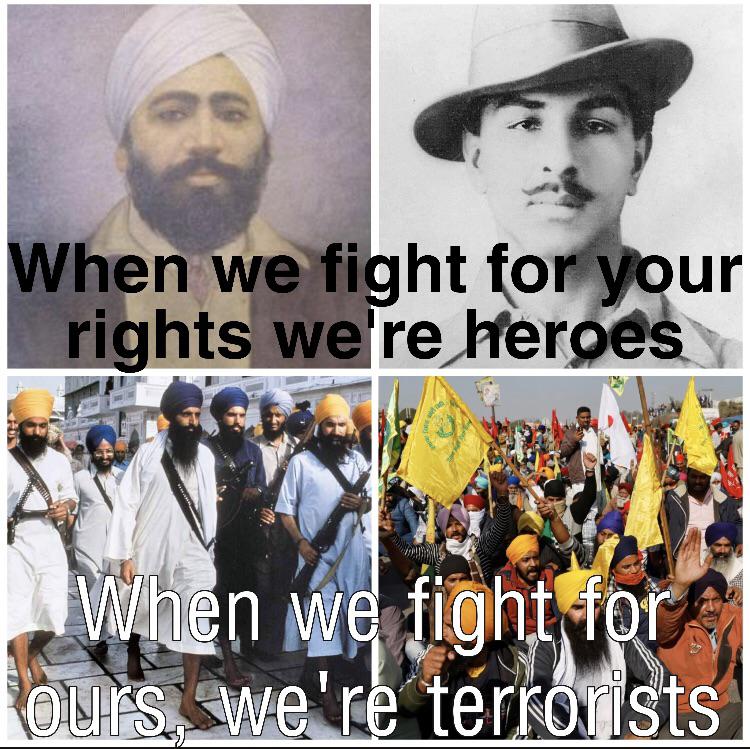 When we fight for your
rights we're heroes
When we fight for
ours, we're terrorists